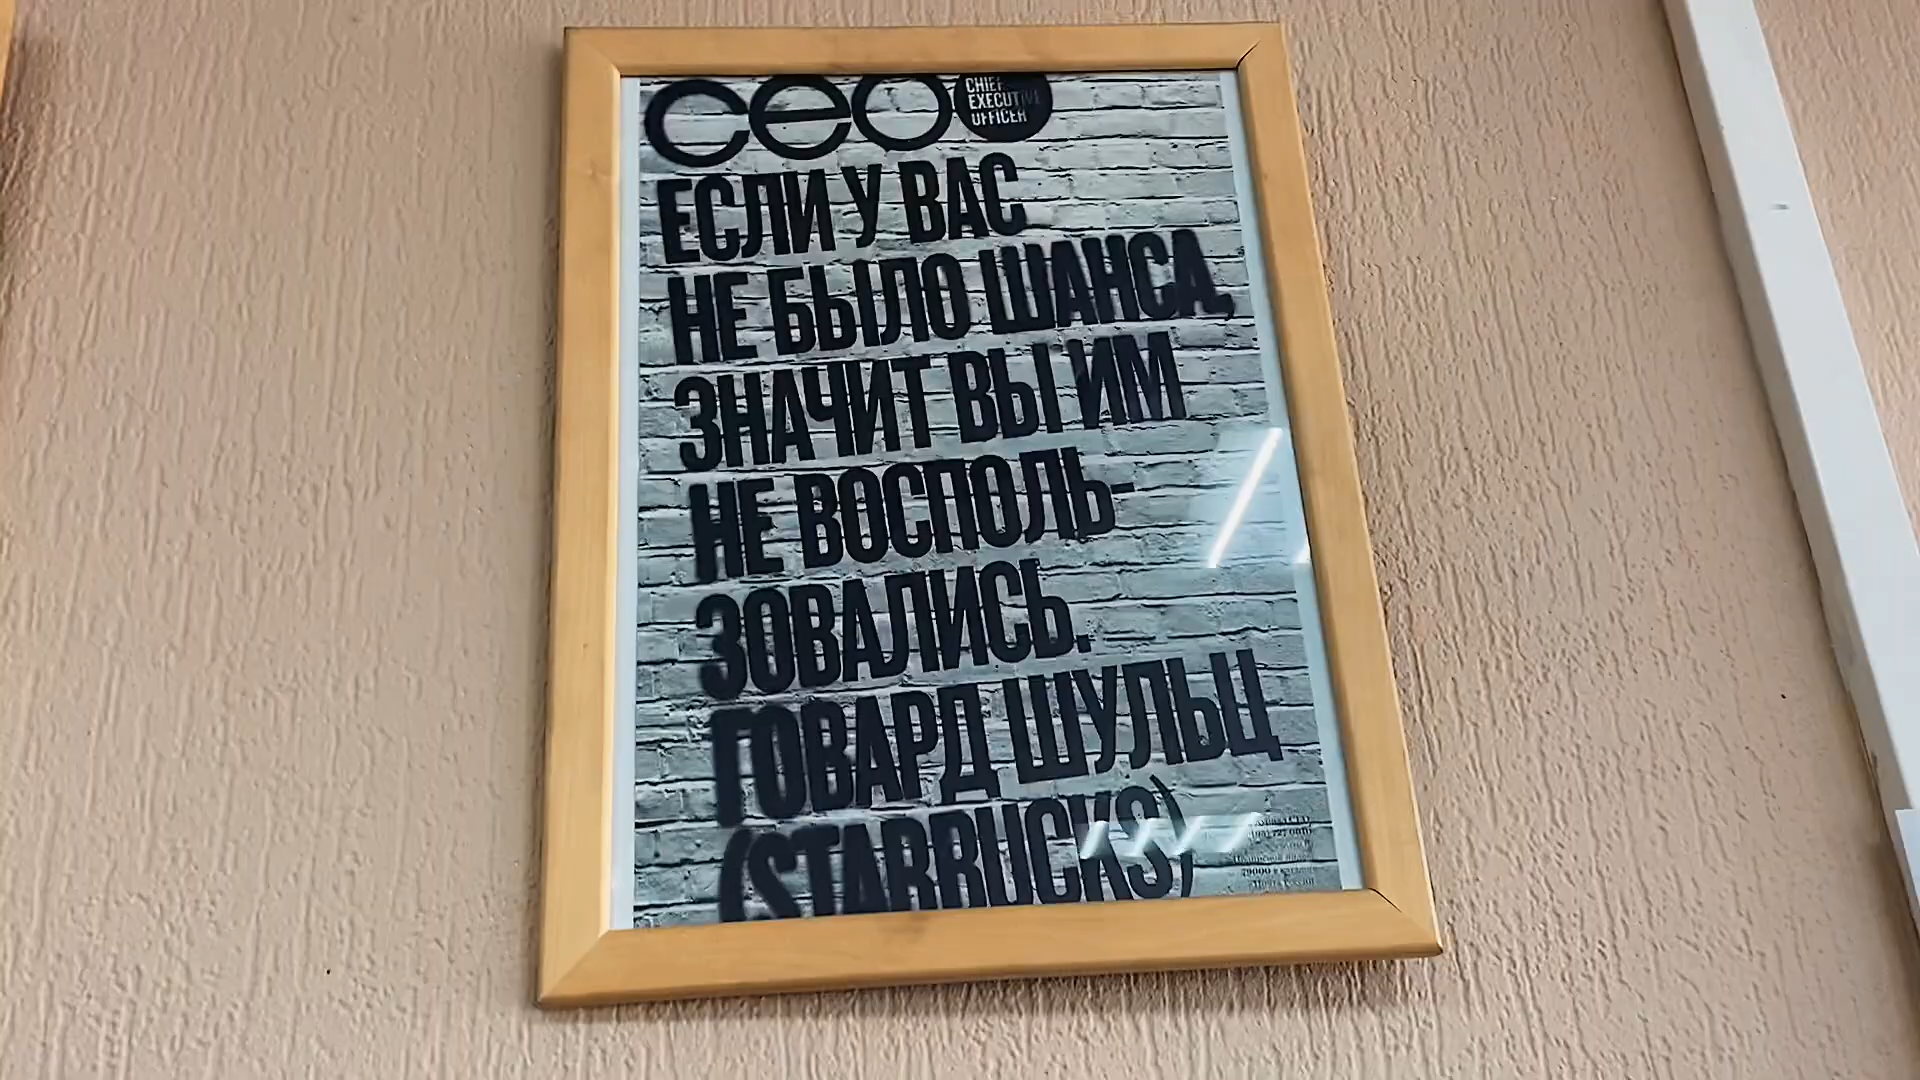 ceo
CHIEF
EXECUTIVE
OFFICER
ЕСЛИ У ВАС
НЕ БЫЛО ШАНСА,
ЗНАЧИТ ВЫ ИМ
НЕ ВОСПОЛЬ-
ЗОВАЛИСЬ.
ГОВАРД ШУЛЬЦ
(STARBUCKS)